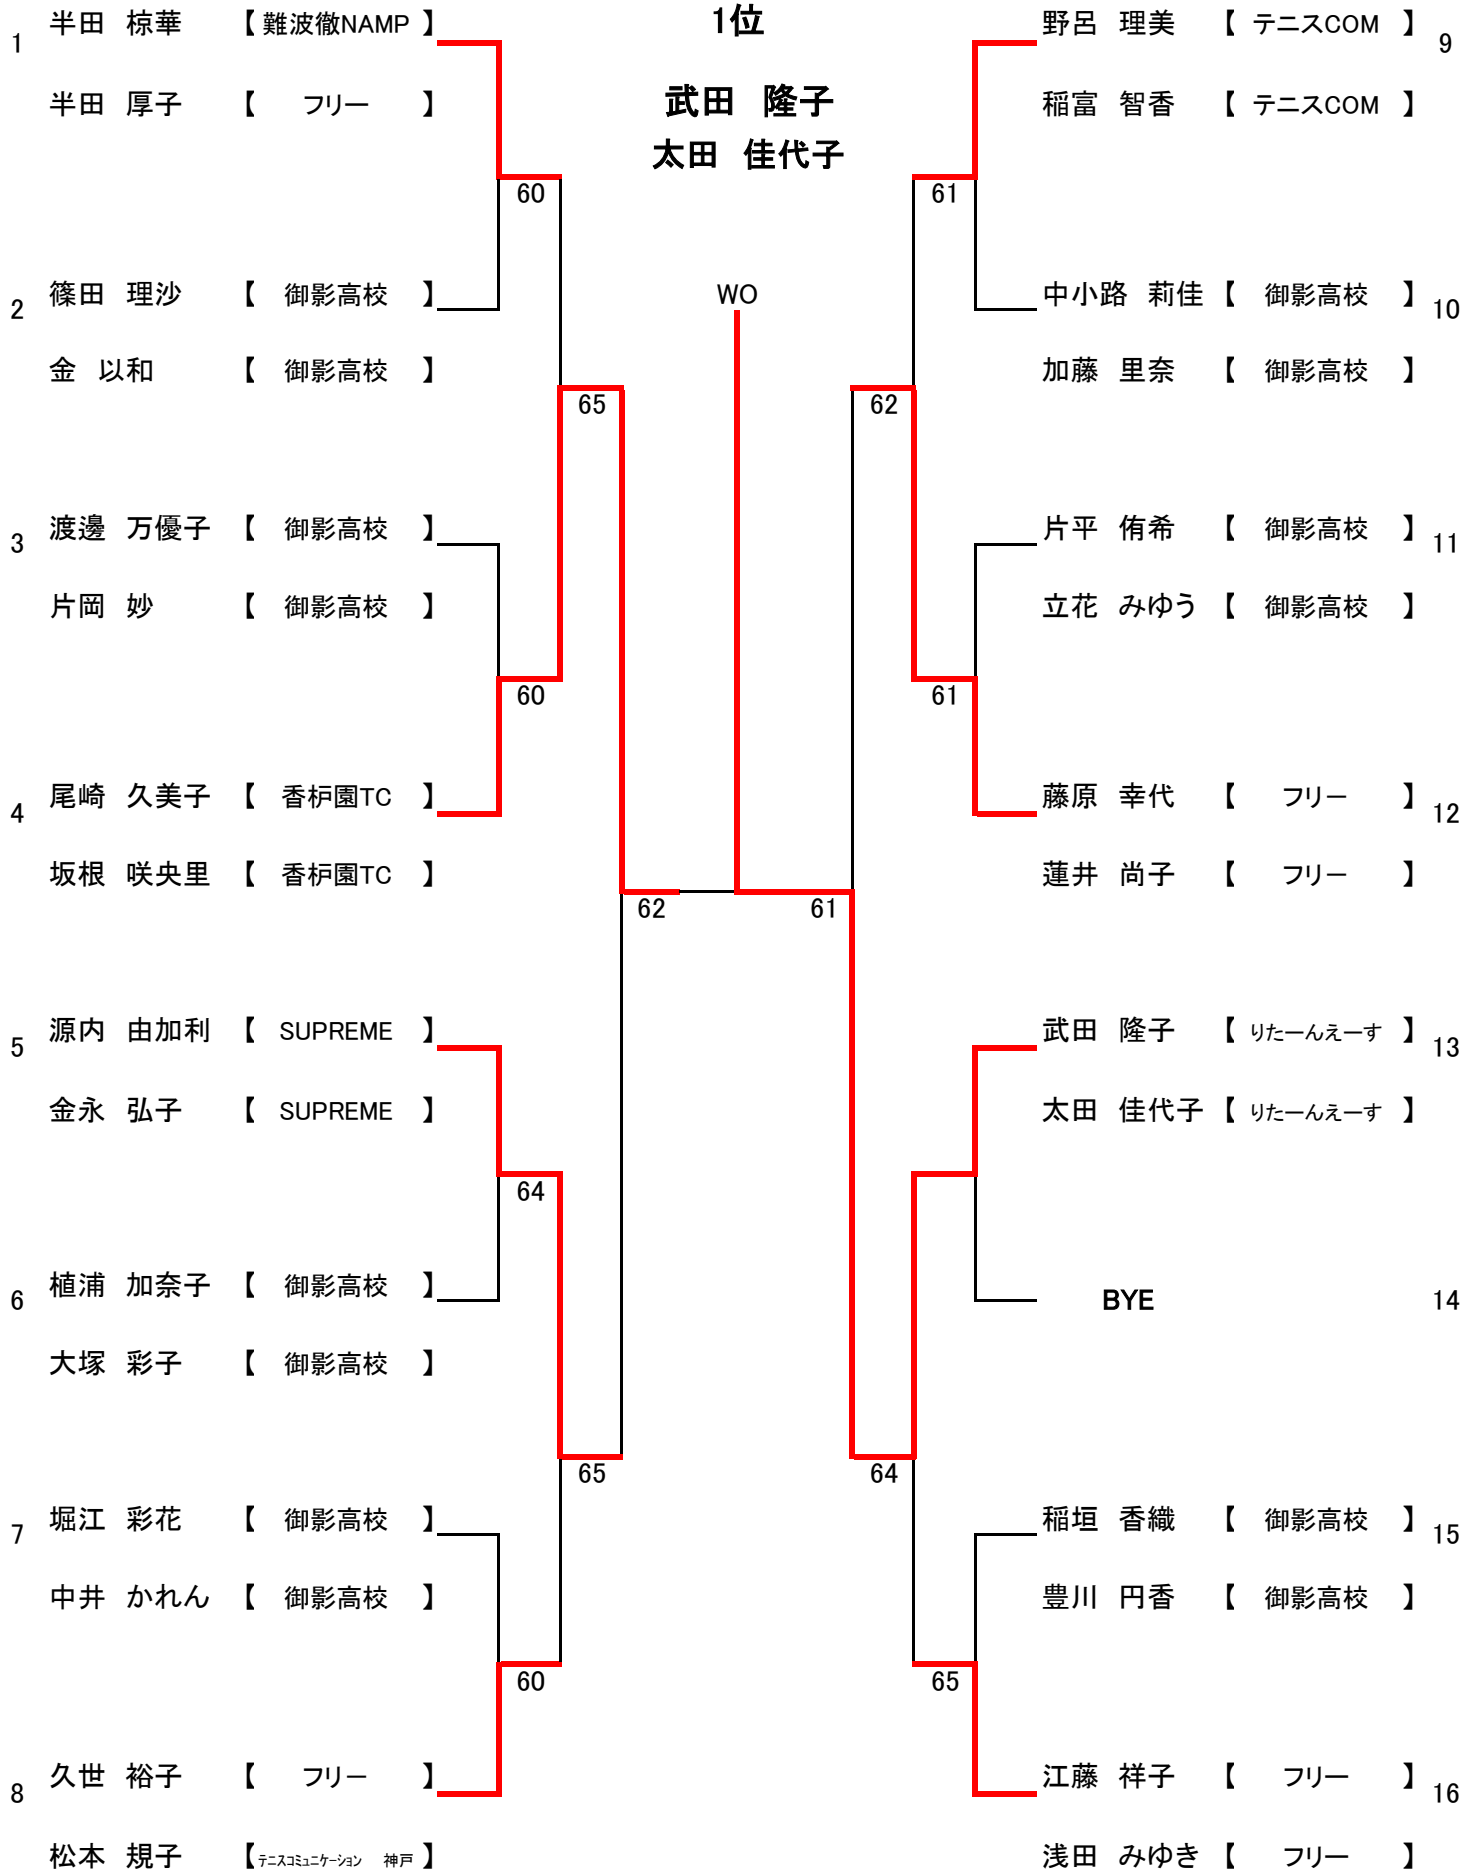 1位
武田 隆子
太田 佳代子
WO
1 半田 椋華 【 難波徹NAMP 】
半田 厚子 【 フリー 】
60
2 篠田 理沙 【 御影高校 】
金 以和 【 御影高校 】
65
3 渡邊 万優子 【 御影高校 】
片岡 妙 【 御影高校 】
60
4 尾崎 久美子 【 香枦園TC 】
坂根 咲央里 【 香枦園TC 】
62
5 源内 由加利 【 SUPREME 】
金永 弘子 【 SUPREME 】
64
6 植浦 加奈子 【 御影高校 】
大塚 彩子 【 御影高校 】
65
7 堀江 彩花 【 御影高校 】
中井 かれん 【 御影高校 】
60
8 久世 裕子 【 フリー 】
松本 規子 【テニスコミュニケーション 神戸 】
野呂 理美 【 テニスCOM 】 9
稲富 智香 【 テニスCOM 】
61
中小路 莉佳 【 御影高校 】 10
加藤 里奈 【 御影高校 】
62
片平 侑希 【 御影高校 】 11
立花 みゆう 【 御影高校 】
61
藤原 幸代 【 フリー 】 12
蓮井 尚子 【 フリー 】
61
武田 隆子 【 りたーんえーす 】 13
太田 佳代子 【 りたーんえーす 】
BYE 14
64
稲垣 香織 【 御影高校 】 15
豊川 円香 【 御影高校 】
65
江藤 祥子 【 フリー 】 16
浅田 みゆき 【 フリー 】